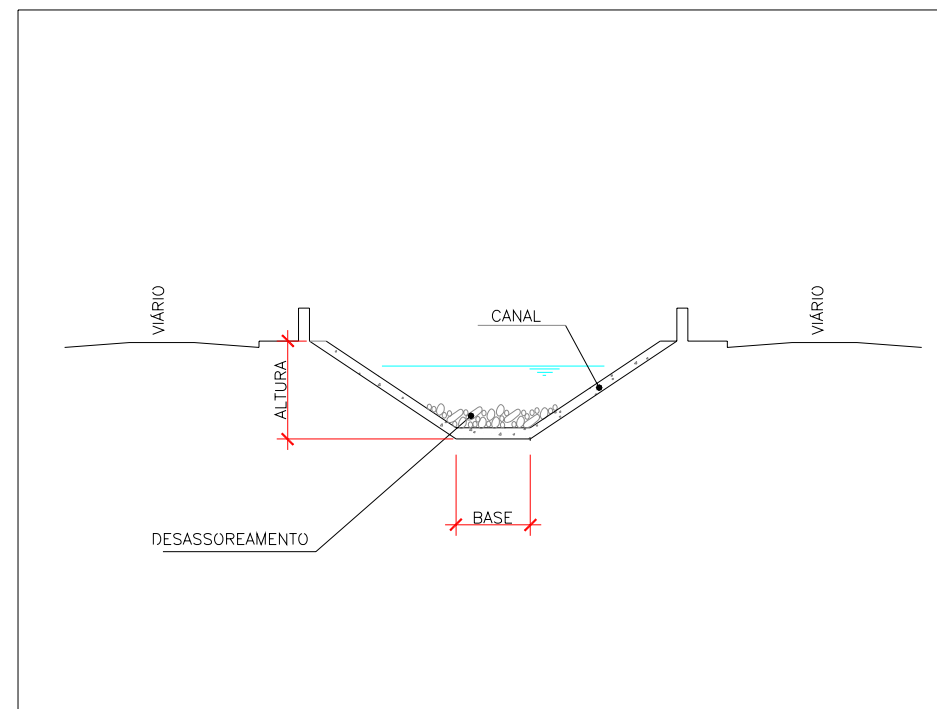 VIÁRIO
CANAL
VIÁRIO
ALTURA
BASE
DESASSOREAMENTO